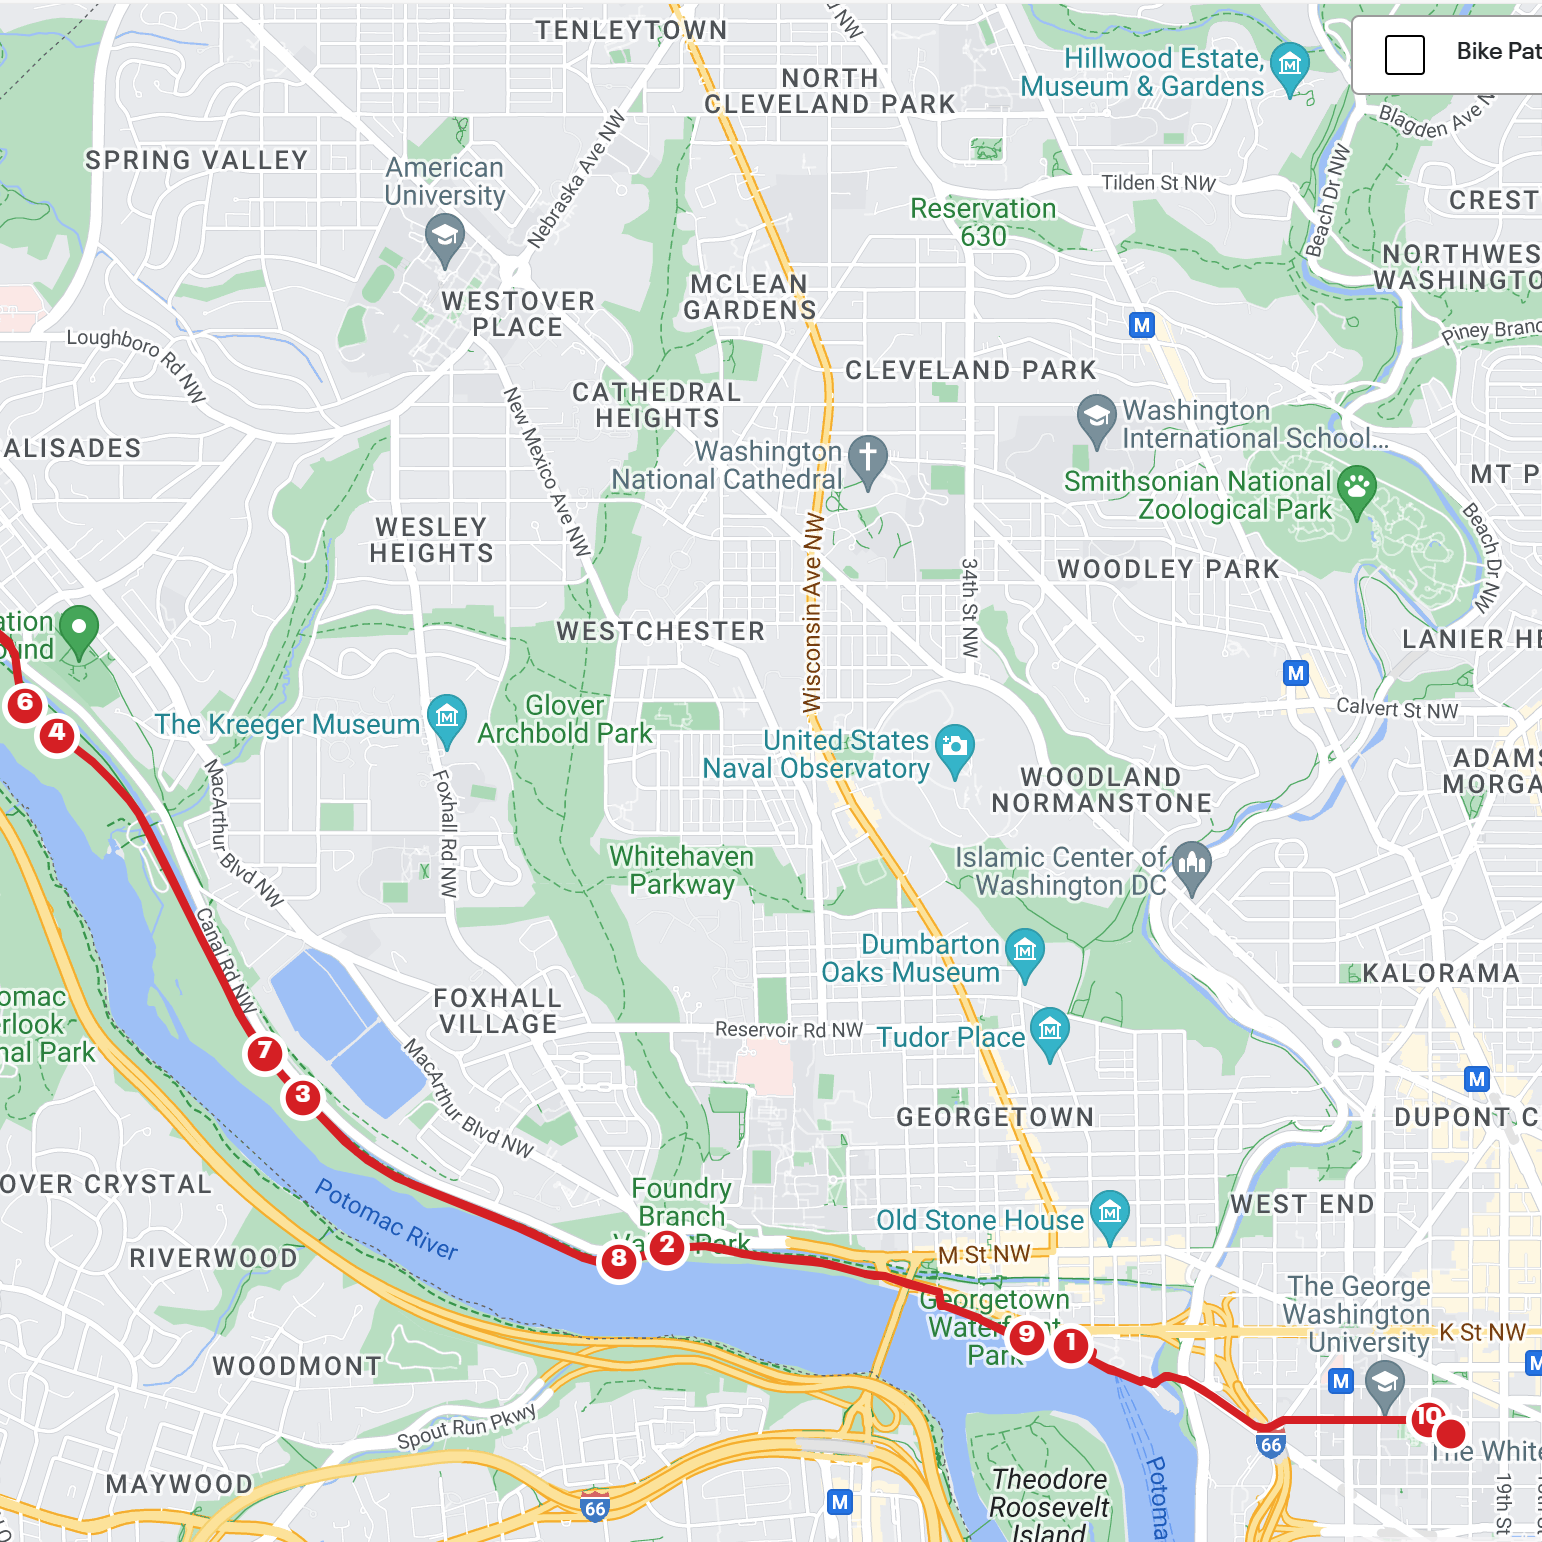 TENLEYTOWN
NW
Hillwood Estate,
Museum & Gardens
Bike Pat
NORTH
CLEVELAND PARK
Blagden Ave N
SPRING VALLEY
American
University
Nebraska Ave NW
Tilden St NW
Beach Dr NW
CREST
Reservation
630
NORTHWES
WASHINGTO
MCLEAN
GARDENS
WESTOVER
PLACE
M
Piney Branc
Loughboro Rd NW
CLEVELAND PARK
CATHEDRAL
HEIGHTS
New Mexico Ave NW
Washington
International School...
ALISADES
Washington
National Cathedral
Smithsonian National
Zoological Park
MT P
Beach Dr NW
WESLEY
HEIGHTS
Wisconsin Ave NW
34th St NW
WOODLEY PARK
ation
und
WESTCHESTER
LANIER HE
M
6
4
The Kreeger Museum
Glover
Archbold Park
Calvert St NW
United States
Naval Observatory
WOODLAND
NORMANSTONE
ADAMS
MORGA
MacArthur Blvd NW
Foxhall Rd NW
Whitehaven
Parkway
Islamic Center of
Washington DC
Canal Rd NW
Dumbarton
Oaks Museum
KALORAMA
omac
rlook
nal Park
FOXHALL
VILLAGE
Reservoir Rd NW
Tudor Place
7
3
MacArthur Blvd NW
M
GEORGETOWN
DUPONT C
OVER CRYSTAL
Potomac River
Foundry
Branch
Va Park
8
2
Old Stone House
WEST END
M St NW
RIVERWOOD
Georgetown
Waterfront
Park
9
1
The George
Washington
University
K St NW
M
M
WOODMONT
Spout Run Pkwy
10
66
The White
MAYWOOD
66
M
Theodore
Roosevelt
Island
Potoma
19th St